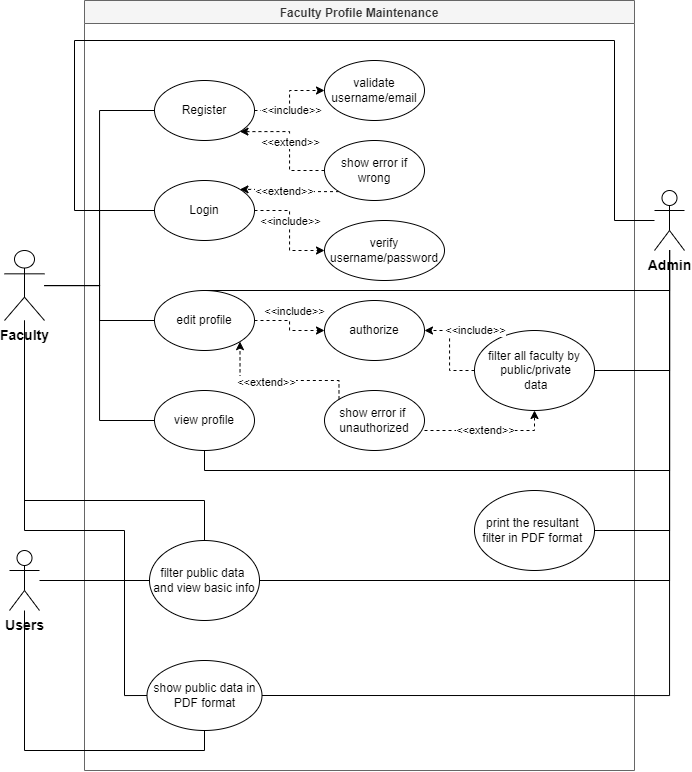 Faculty Profile Maintenance
validate
username/email
Register
<<include>>
<<extend>>
show error if
wrong
<<extend>>
Login
<<include>>
verify
username/password
Admin
Faculty
edit profile
<<include>>
authorize
<<include>>
filter all faculty by
public/private
data
<<extend>>
view profile
show error if
unauthorized
<<extend>>
print the resultant
filter in PDF format
filter public data
and view basic info
Users
show public data in
PDF format